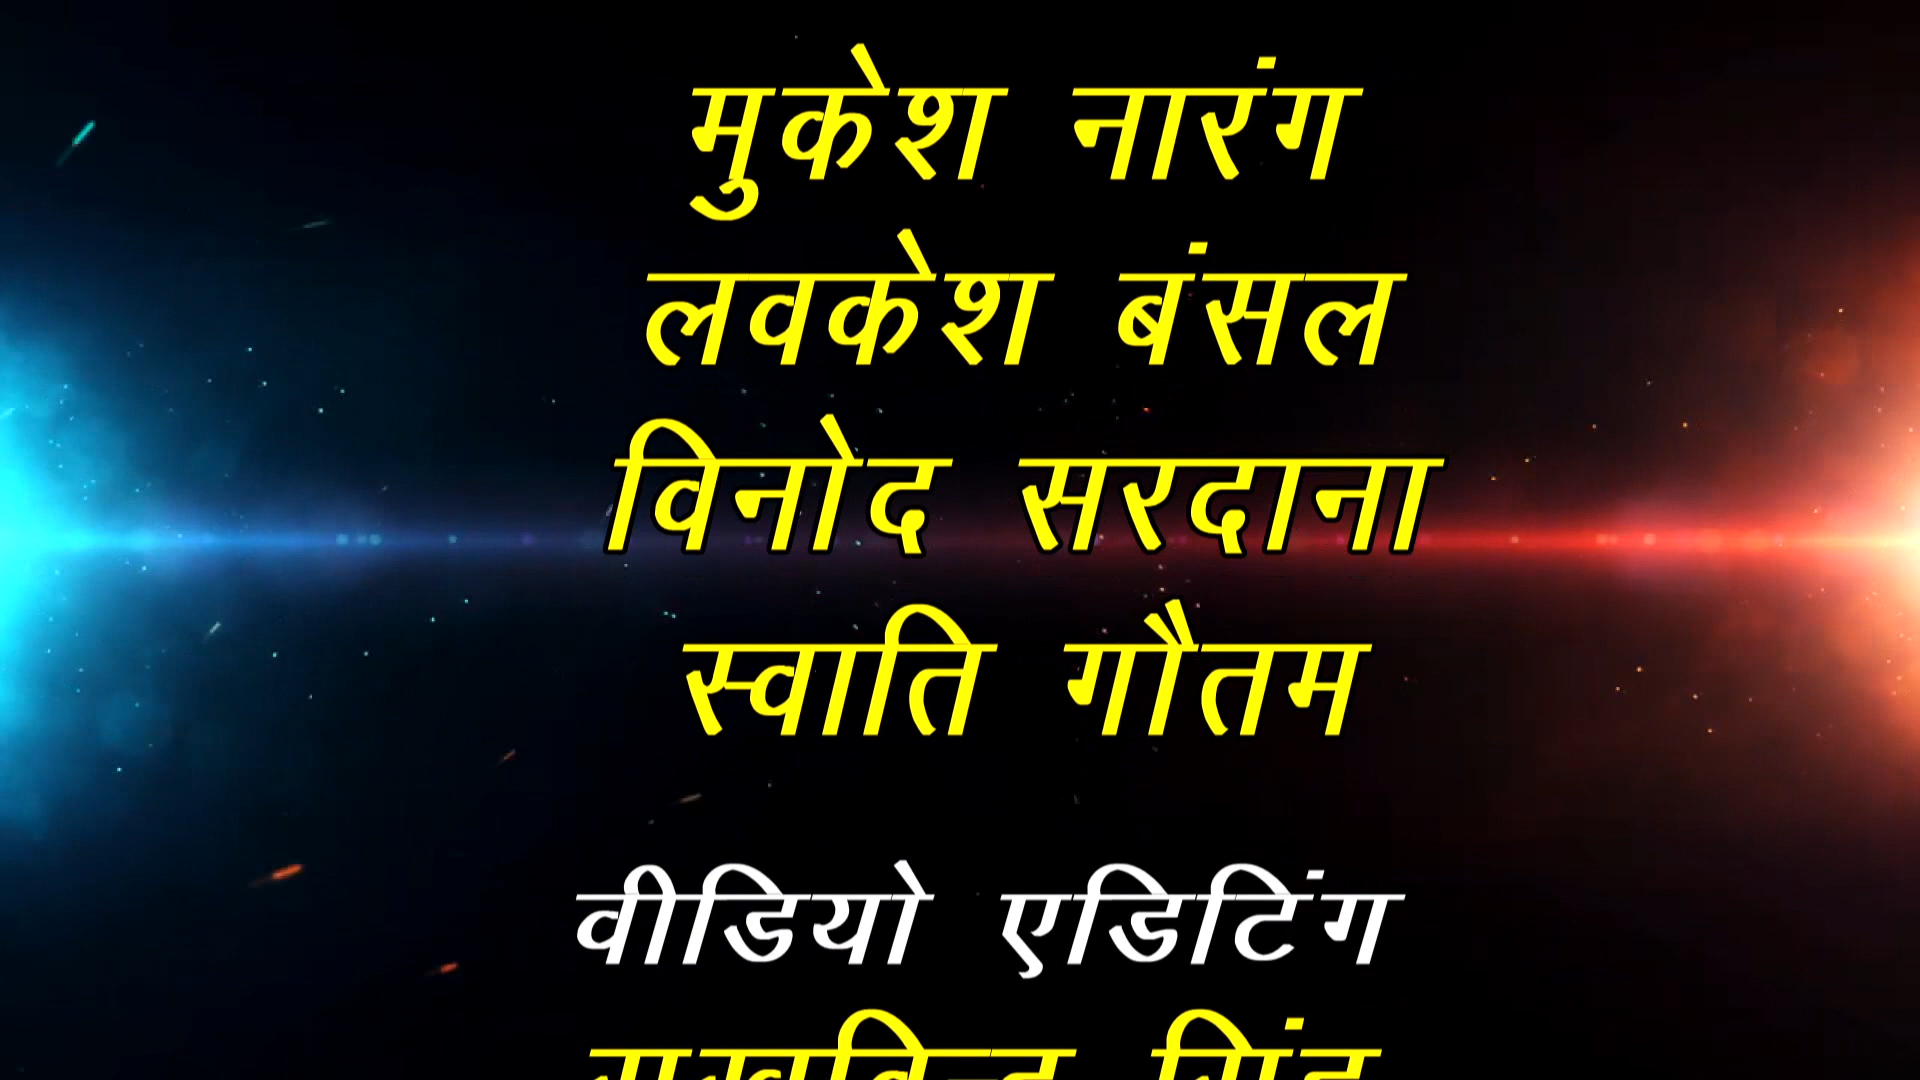 मुकेश नारंग
लवकेश बंसल
विनोद सरदाना
स्वाति गौतम
वीडियो एडिटिंग